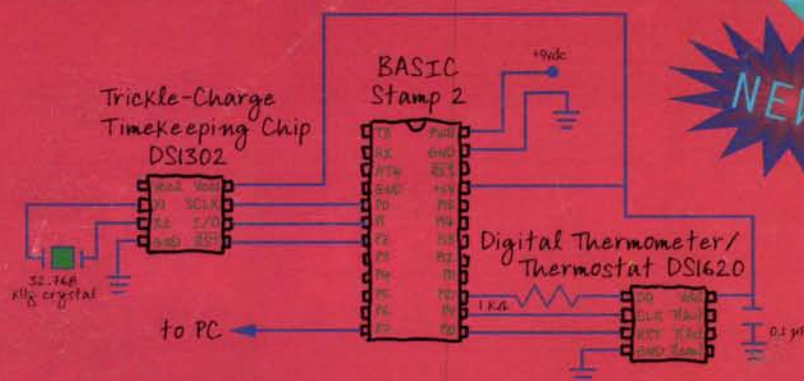 +9vdc
BASIC
Stamp 2
NEW
Trickle-Charge
Timekeeping Chip
DS1302
TX PWR
RX GND
ATN RES
GND +5V
P0 P15
P1 P14
P2 P13
P3 P12
P4 P11
P5 P10
P6 P9
P7 P8
Vcc2 Vcc1
X1 SCLK
X2 I/O
GND RST
32.768
kHz crystal
to PC
Digital Thermometer/
Thermostat DS1620
1 KΩ
DQ Vdd
CLK T(hi)
RST T(lo)
GND T(com)